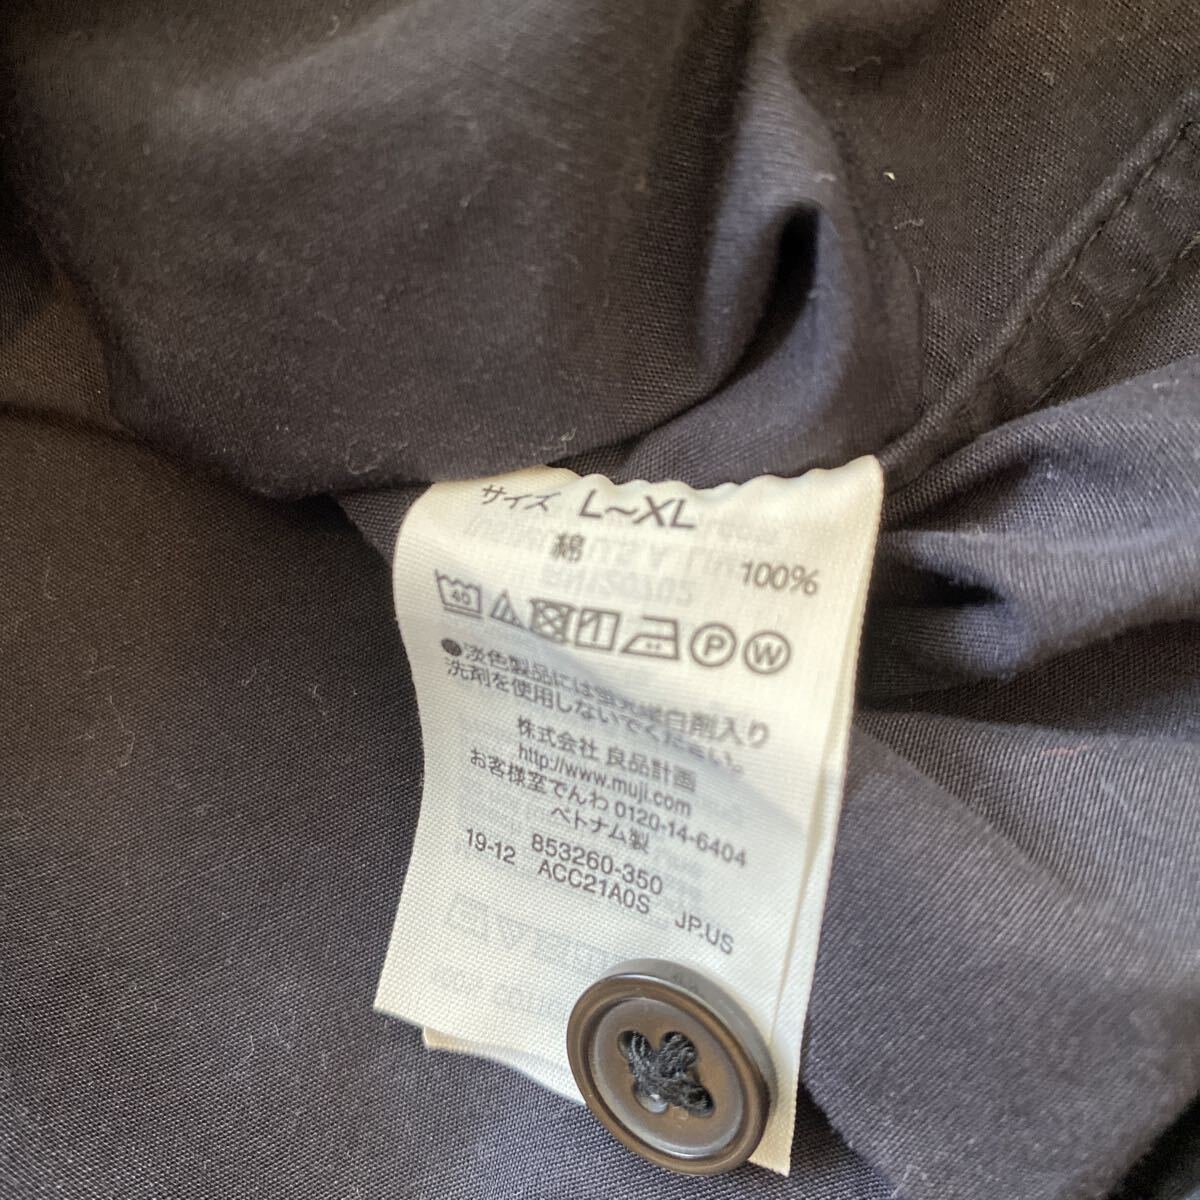 サイズ L~XL
綿 100%
40
P W
●淡色製品には蛍光増白剤入り
洗剤を使用しないでください。
株式会社 良品計画
http://www.muji.com
お客様室でんわ 0120-14-6404
ベトナム製
853260-350
19-12 ACC21A0S JP.US